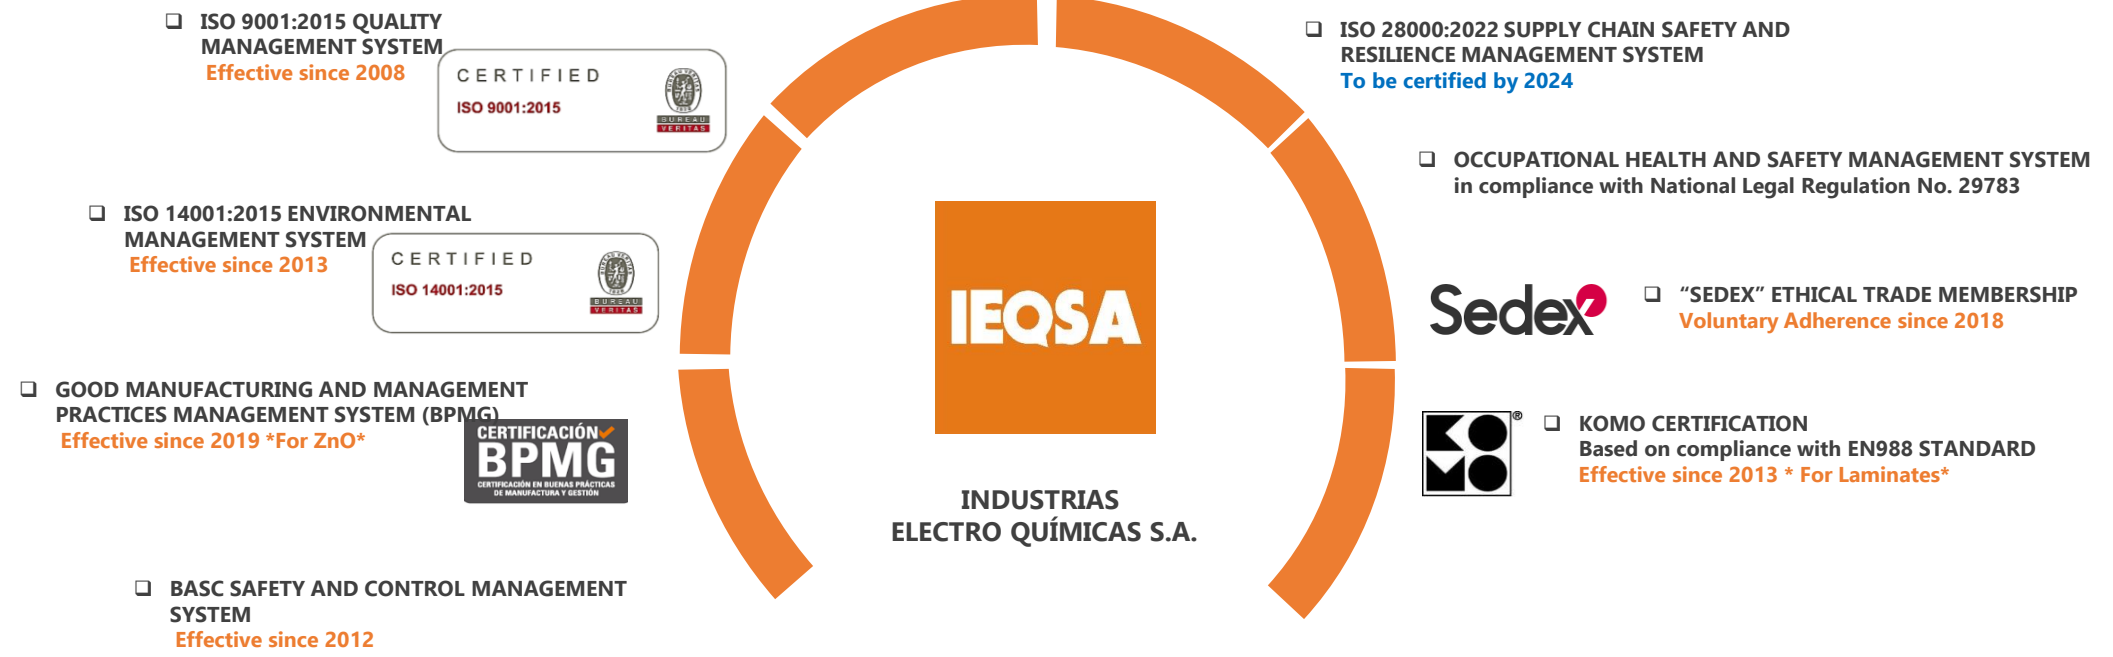 ❑ ISO 9001:2015 QUALITY
MANAGEMENT SYSTEM
Effective since 2008
CERTIFIED
ISO 9001:2015
BUREAU
VERITAS
❑ ISO 14001:2015 ENVIRONMENTAL
MANAGEMENT SYSTEM
Effective since 2013
CERTIFIED
ISO 14001:2015
BUREAU
VERITAS
❑ GOOD MANUFACTURING AND MANAGEMENT
PRACTICES MANAGEMENT SYSTEM (BPMG)
Effective since 2019 *For ZnO*
CERTIFICACIÓN
BPMG
CERTIFICACIÓN EN BUENAS PRÁCTICAS
DE MANUFACTURA Y GESTIÓN
❑ BASC SAFETY AND CONTROL MANAGEMENT
SYSTEM
Effective since 2012
IEQSA
INDUSTRIAS
ELECTRO QUÍMICAS S.A.
❑ ISO 28000:2022 SUPPLY CHAIN SAFETY AND
RESILIENCE MANAGEMENT SYSTEM
To be certified by 2024
❑ OCCUPATIONAL HEALTH AND SAFETY MANAGEMENT SYSTEM
in compliance with National Legal Regulation No. 29783
Sedex
❑ “SEDEX” ETHICAL TRADE MEMBERSHIP
Voluntary Adherence since 2018
KOMO ®
❑ KOMO CERTIFICATION
Based on compliance with EN988 STANDARD
Effective since 2013 * For Laminates*